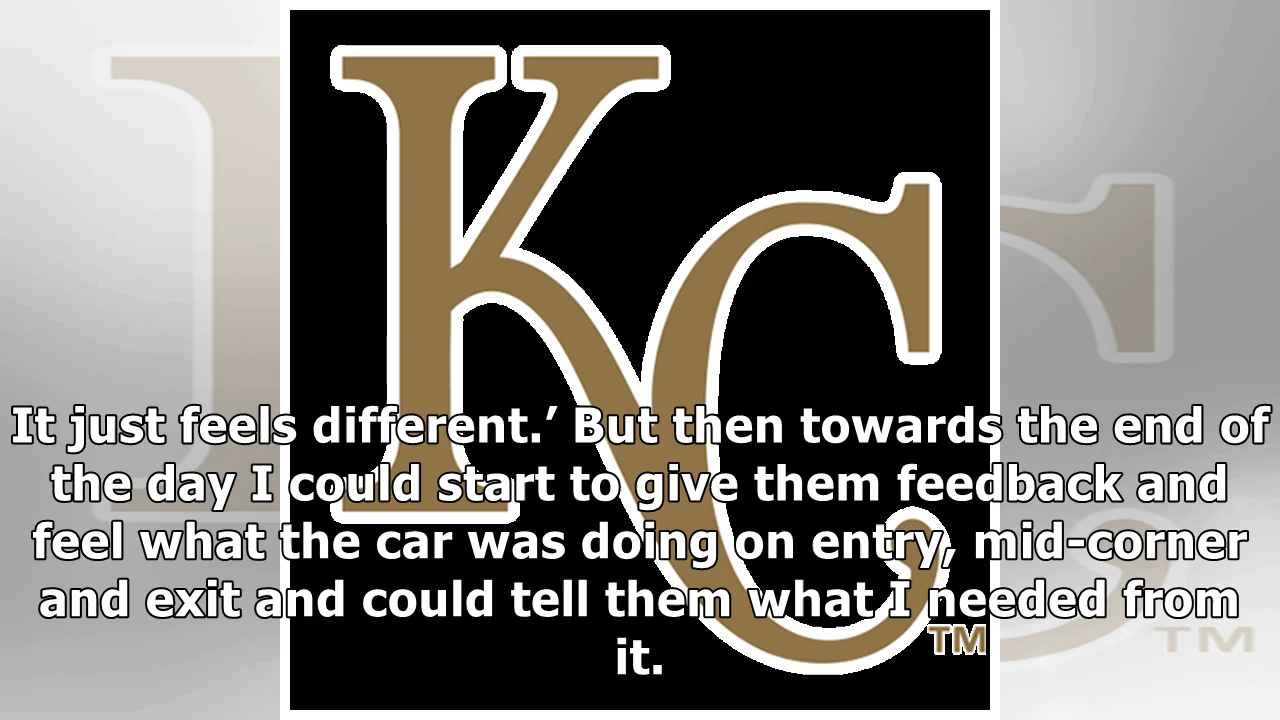 KC
It just feels different.’ But then towards the end of
the day I could start to give them feedback and
feel what the car was doing on entry, mid-corner
and exit and could tell them what I needed from
it.
TM
TM